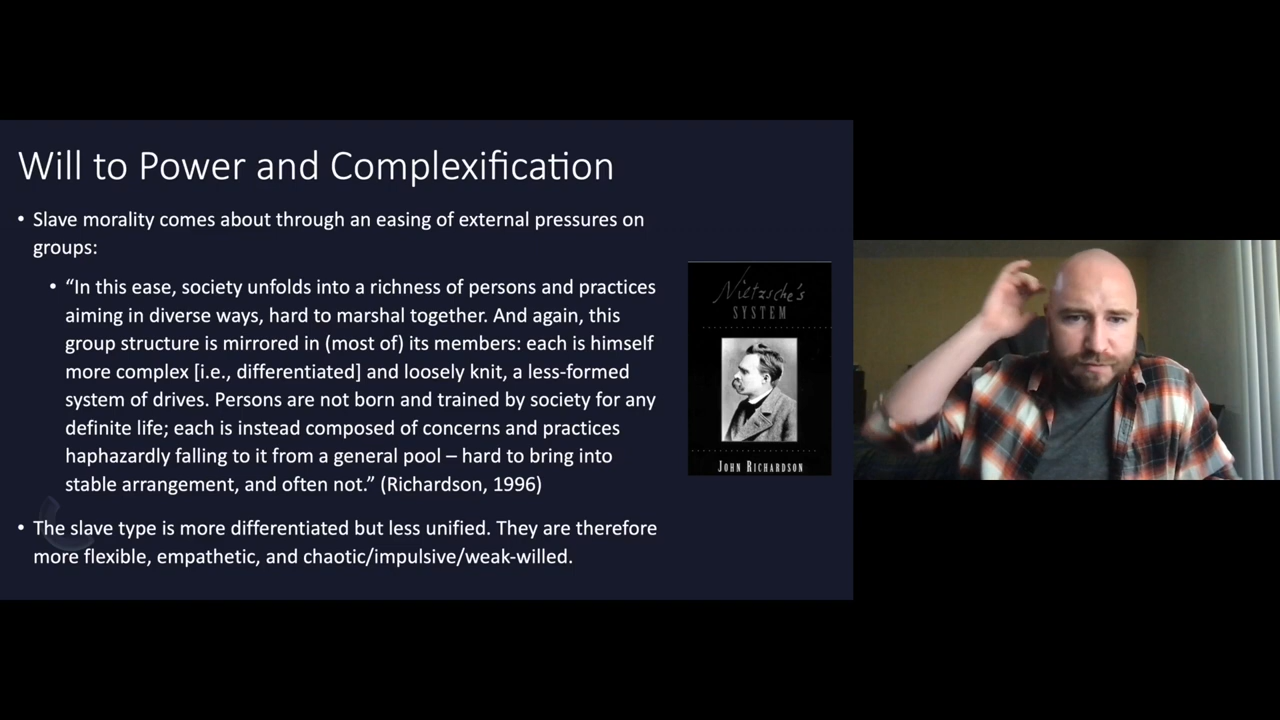 Will to Power and Complexification
• Slave morality comes about through an easing of external pressures on
groups:
• “In this ease, society unfolds into a richness of persons and practices
aiming in diverse ways, hard to marshal together. And again, this
group structure is mirrored in (most of) its members: each is himself
more complex [i.e., differentiated] and loosely knit, a less-formed
system of drives. Persons are not born and trained by society for any
definite life; each is instead composed of concerns and practices
haphazardly falling to it from a general pool – hard to bring into
stable arrangement, and often not.” (Richardson, 1996)
• The slave type is more differentiated but less unified. They are therefore
more flexible, empathetic, and chaotic/impulsive/weak-willed.
Nietzsche's
SYSTEM
JOHN RICHARDSON